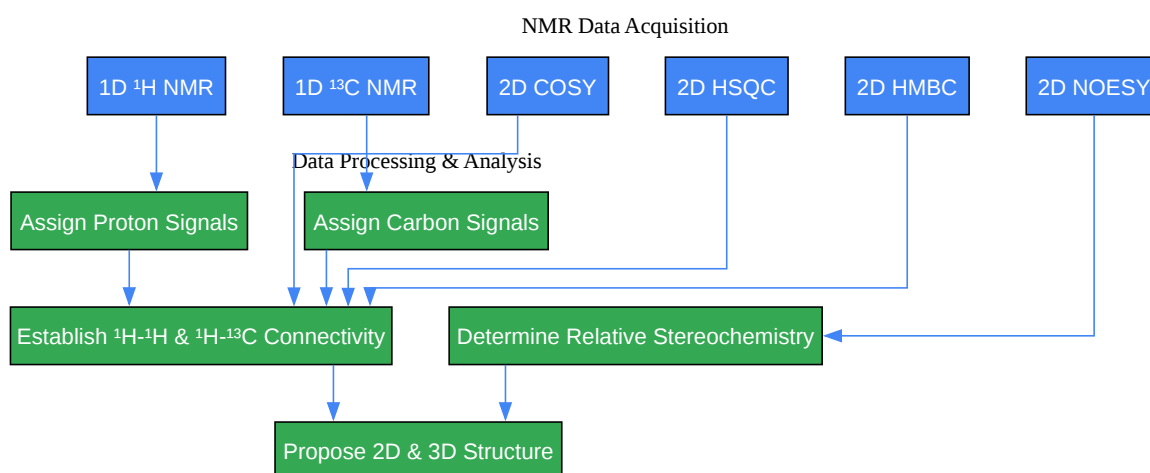 NMR Data Acquisition
1D ¹H NMR
1D ¹³C NMR
2D COSY
2D HSQC
2D HMBC
2D NOESY
Data Processing & Analysis
Assign Proton Signals
Assign Carbon Signals
Establish ¹H-¹H & ¹H-¹³C Connectivity
Determine Relative Stereochemistry
Propose 2D & 3D Structure